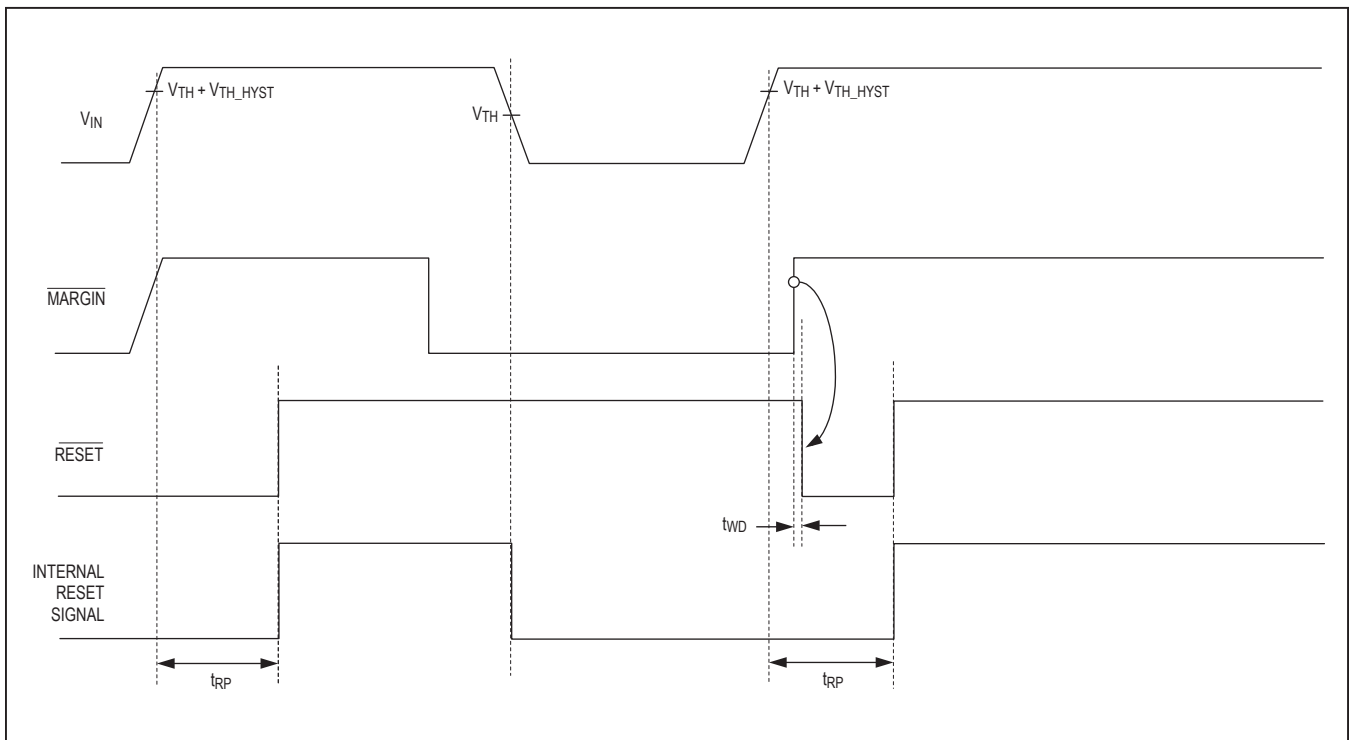 VTH + VTH_HYST
VTH + VTH_HYST
VTH
VIN
MARGIN
RESET
tWD
INTERNAL
RESET
SIGNAL
tRP
tRP